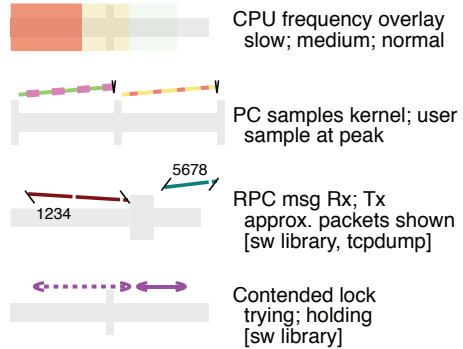 CPU frequency overlay
slow; medium; normal
PC samples kernel; user
sample at peak
5678
1234
RPC msg Rx; Tx
approx. packets shown
[sw library, tcpdump]
Contended lock
trying; holding
[sw library]